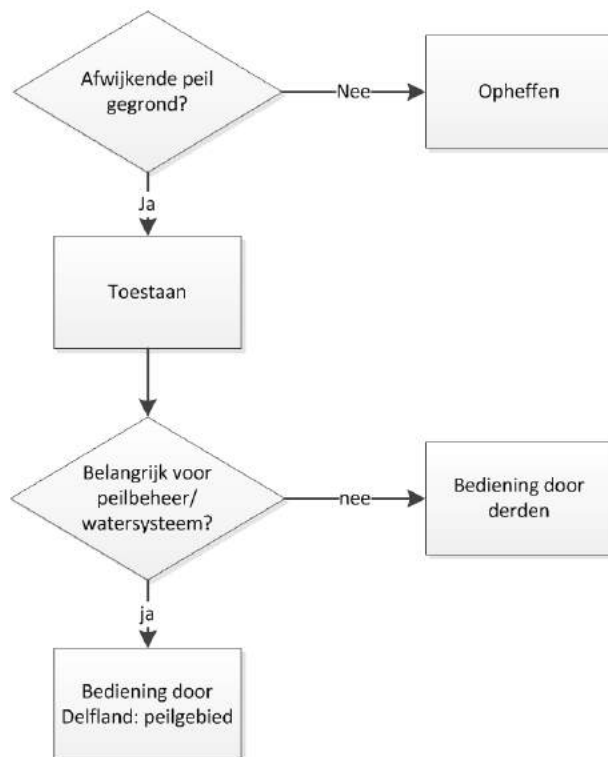 Afwijkende peil
gegrond?
Nee
Opheffen
Ja
Toestaan
Belangrijk voor
peilbeheer/
watersysteem?
nee
Bediening door
derden
ja
Bediening door
Delfland: peilgebied